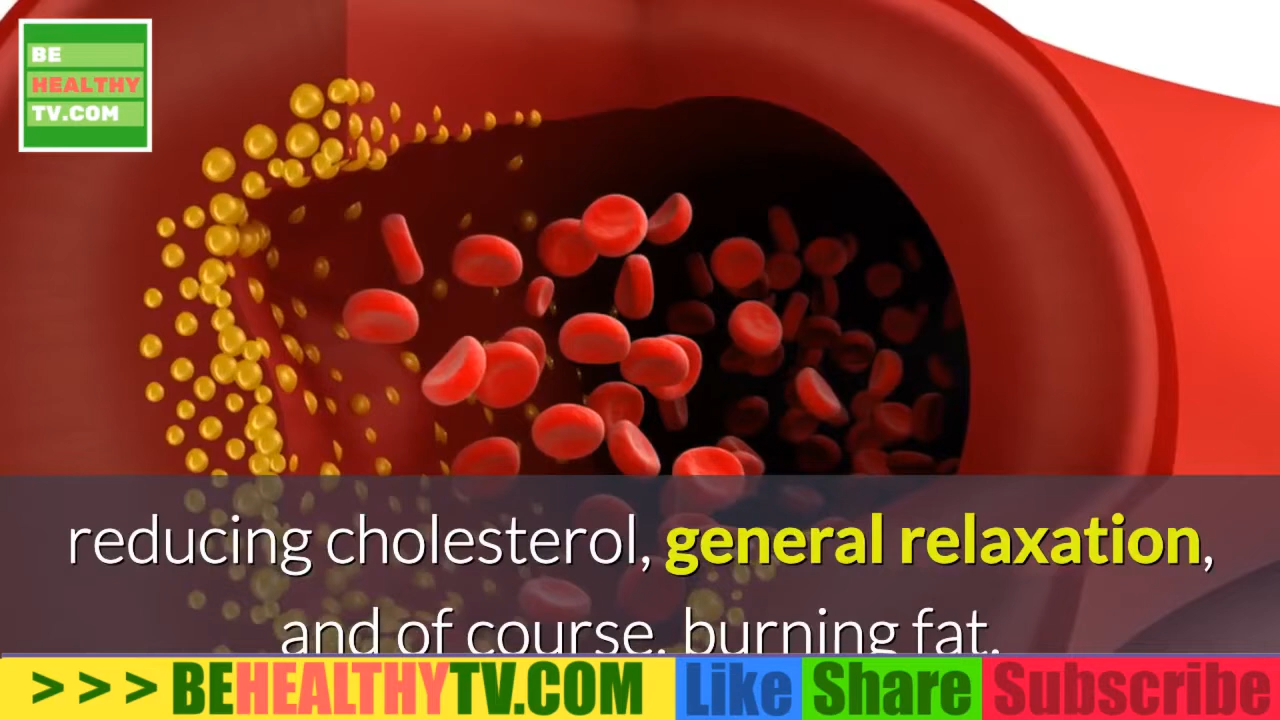 BE
HEALTHY
TV.COM
reducing cholesterol, general relaxation,
and of course, burning fat.
> > > BEHEALTHYTV.COM Like Share Subscribe